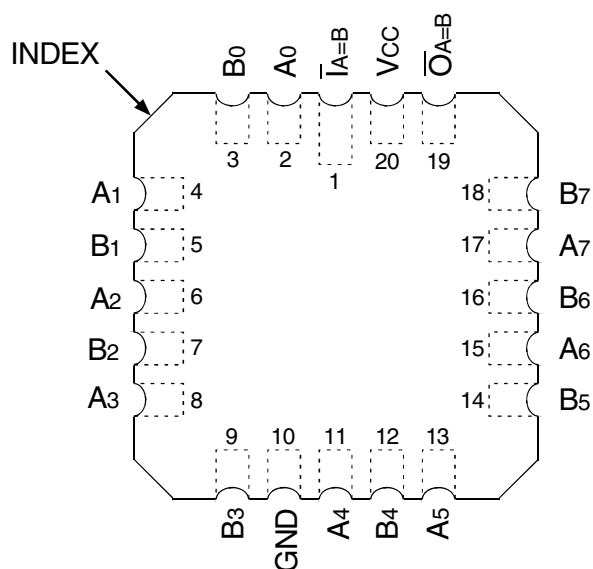 INDEX
B0 A0 I̅A=B VCC O̅A=B
3 2 1 20 19
A1 4 18 B7
B1 5 17 A7
A2 6 16 B6
B2 7 15 A6
A3 8 14 B5
9 10 11 12 13
B3 GND A4 B4 A5